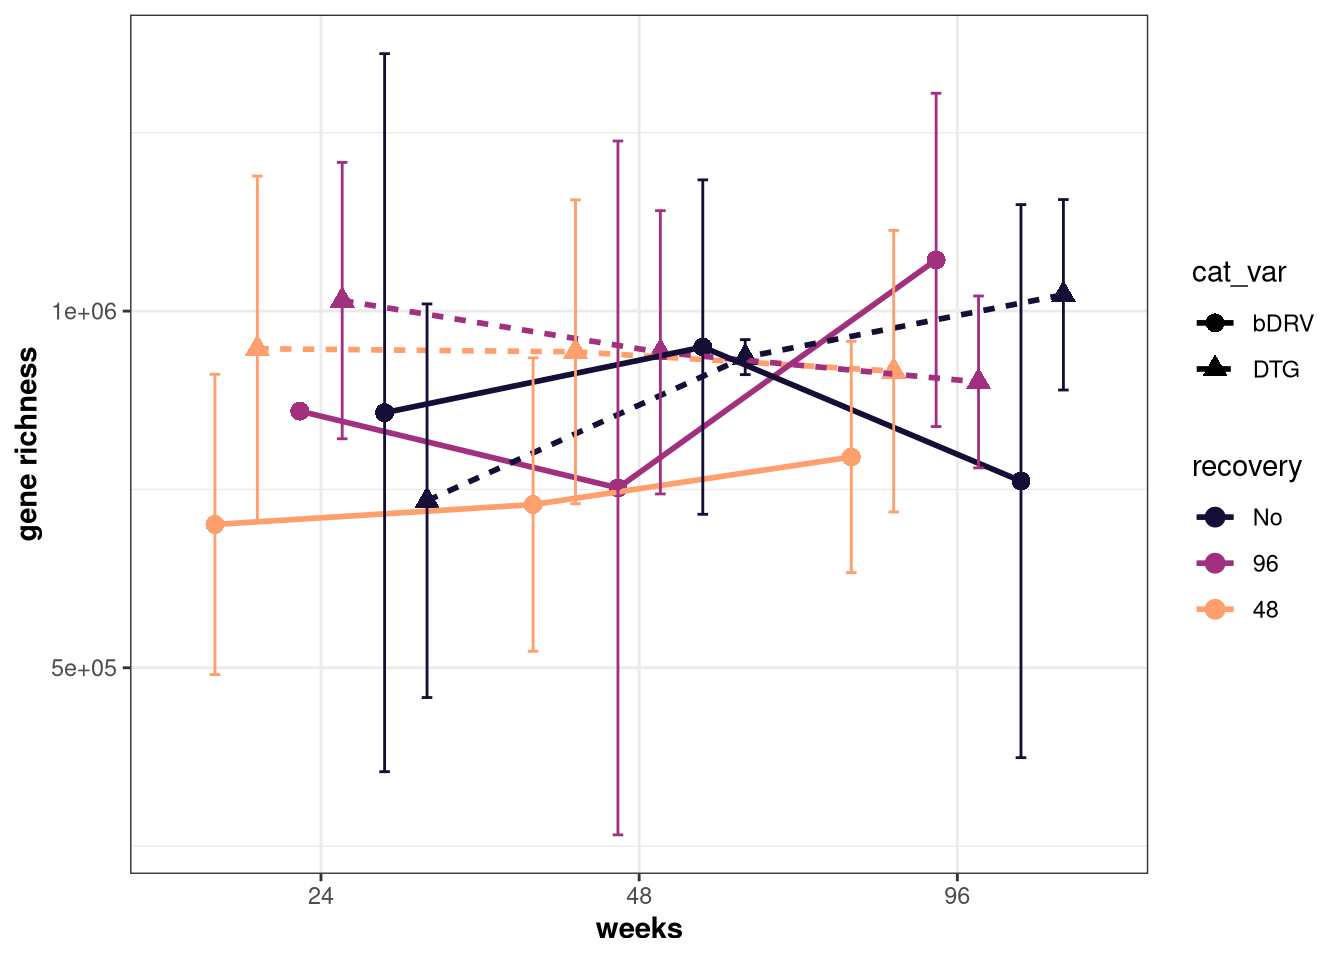 gene richness
1e+06
5e+05
24
48
96
weeks
cat_var
bDRV
DTG
recovery
No
96
48